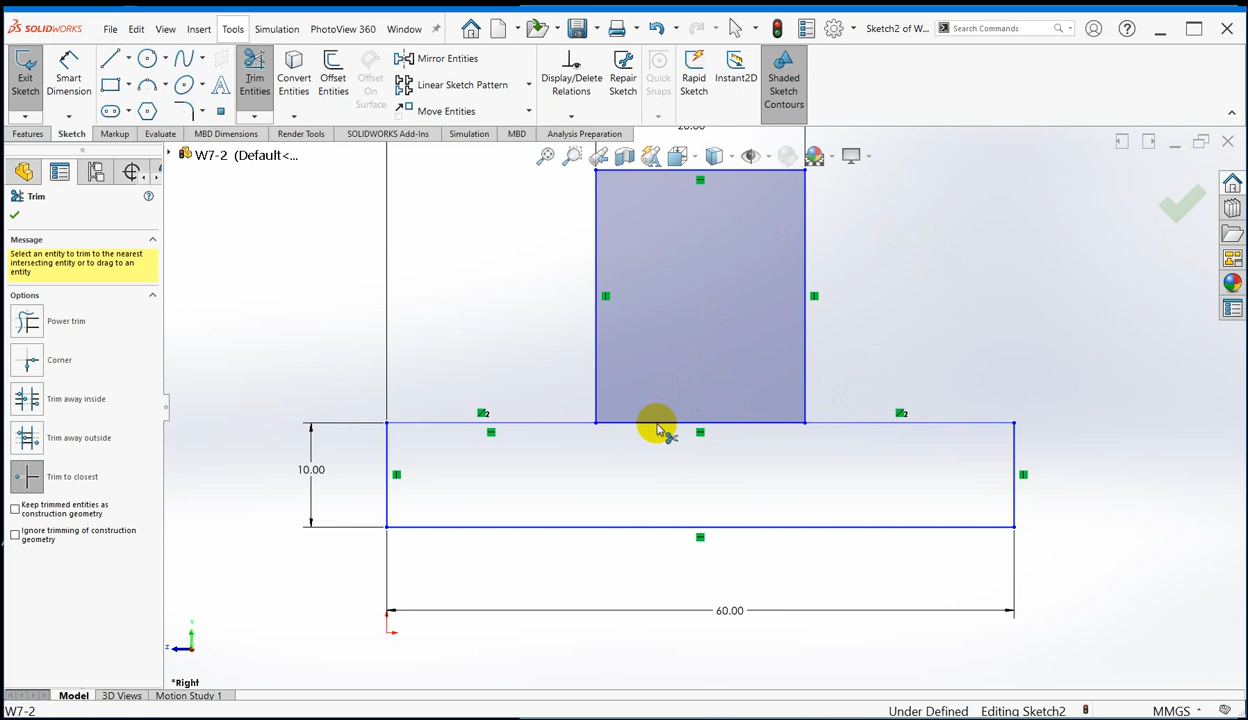 SOLIDWORKS File Edit View Insert Tools Simulation PhotoView 360 Window Sketch2 of W... Search Commands
Exit Sketch
Smart Dimension
Trim Entities
Convert Entities
Offset Entities
Offset On Surface
Mirror Entities
Linear Sketch Pattern
Move Entities
Display/Delete Relations
Repair Sketch
Quick Snaps
Rapid Sketch
Instant2D
Shaded Sketch Contours
Features Sketch Markup Evaluate MBD Dimensions Render Tools SOLIDWORKS Add-Ins Simulation MBD Analysis Preparation
W7-2 (Default<...
Trim
Message
Select an entity to trim to the nearest
intersecting entity or to drag to an
entity
Options
Power trim
Corner
Trim away inside
Trim away outside
Trim to closest
Keep trimmed entities as
construction geometry
Ignore trimming of construction
geometry
20.00
2
2
10.00
60.00
Y
Z
*Right
Model 3D Views Motion Study 1
W7-2 Under Defined Editing Sketch2 MMGS